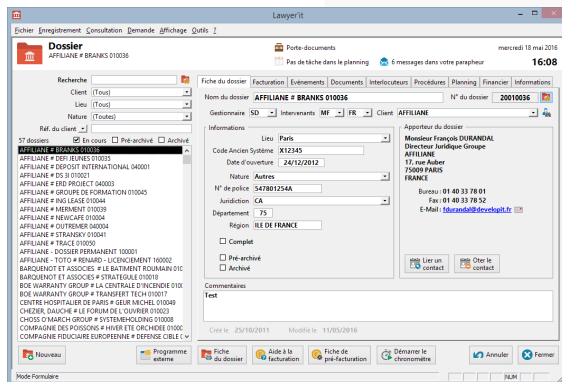 Lawyer'it
Fichier Enregistrement Consultation Demande Affichage Outils ?
Dossier
AFFILIANE # BRANKS 010036
Porte-documents
mercredi 18 mai 2016
Pas de tâche dans le planning
6 messages dans votre parapheur
16:08
Recherche
Client (Tous)
Lieu (Tous)
Nature (Toutes)
Réf. du client
57 dossiers En cours Pré-archivé Archivé
AFFILIANE # BRANKS 010036
AFFILIANE # DEFI JEUNES 010035
AFFILIANE # DEPOSIT INTERNATIONAL 040001
AFFILIANE # DS 3I 010021
AFFILIANE # ERD PROJECT 040003
AFFILIANE # GROUPE DE FORMATION 010045
AFFILIANE # ING LEASE 010044
AFFILIANE # MERMENT 010039
AFFILIANE # NEWCAFE 010004
AFFILIANE # OUTREMER 040002
AFFILIANE # STRANSKY 010041
AFFILIANE # TRACE 010050
AFFILIANE - DOSSIER PERMANENT 100001
AFFILIANE - TOTO # RENARD - LICENCIEMENT 160002
BARQUENOT ET ASSOCIES # LE BATIMENT ROUMAIN 010
BARQUENOT ET ASSOCIES # STRATEGULE 010018
BOE WARRANTY GROUP # LA CENTRALE D'INCENDIE 010
BOE WARRANTY GROUP # TRANSFERT TECH 010017
CENTRE HOSPITALIER DE PARIS # GEUR MICHEL 010049
CHEZIER, DAUCHE # LE FORUM DE L'OUVRIER 010023
CHOSS O'MARCH GROUP # SYSTEMEHOLDING 010008
COMPAGNIE DES POISSONS # HIVER ETE ORCHIDEE 0100
COMPAGNIE FIDUCIAIRE EUROPEENNE # DEFENSE CIBLE
Fiche du dossier Facturation Evénements Documents Interlocuteurs Procédures Planning Financier Informations
Nom du dossier AFFILIANE # BRANKS 010036 N° du dossier 20010036
Gestionnaire SD Intervenants MF FR Client AFFILIANE
Informations
Lieu Paris
Code Ancien Système X12345
Date d'ouverture 24/12/2012
Nature Autres
N° de police 547801254A
Juridiction CA
Département 75
Région ILE DE FRANCE
Complet
Pré-archivé
Archivé
Apporteur du dossier
Monsieur François DURANDAL
Directeur Juridique Groupe
AFFILIANE
17, rue Auber
75009 PARIS
FRANCE
Bureau : 01 40 33 78 01
Fax : 01 40 33 78 52
E-Mail : fdurandal@developit.fr
Lier un contact
Oter le contact
Commentaires
Test
Créé le 25/10/2011 Modifié le 11/05/2016
Nouveau
Programme externe
Fiche du dossier
Aide à la facturation
Fiche de pré-facturation
Démarrer le chronomètre
Annuler
Fermer
Mode Formulaire
NUM